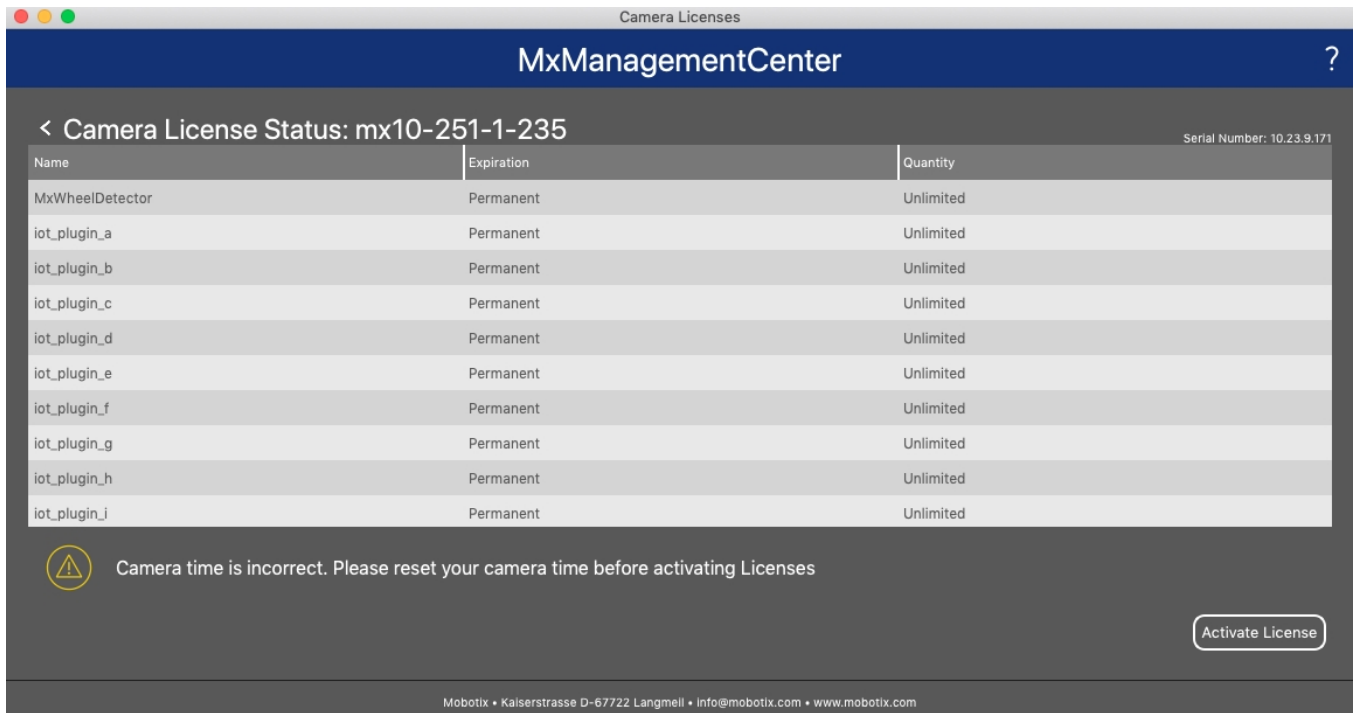 Camera Licenses
MxManagementCenter ?
< Camera License Status: mx10-251-1-235
Serial Number: 10.23.9.171
Name Expiration Quantity
MxWheelDetector Permanent Unlimited
iot_plugin_a Permanent Unlimited
iot_plugin_b Permanent Unlimited
iot_plugin_c Permanent Unlimited
iot_plugin_d Permanent Unlimited
iot_plugin_e Permanent Unlimited
iot_plugin_f Permanent Unlimited
iot_plugin_g Permanent Unlimited
iot_plugin_h Permanent Unlimited
iot_plugin_i Permanent Unlimited
Camera time is incorrect. Please reset your camera time before activating Licenses
Activate License
Mobotix • Kaiserstrasse D-67722 Langmeil • info@mobotix.com • www.mobotix.com